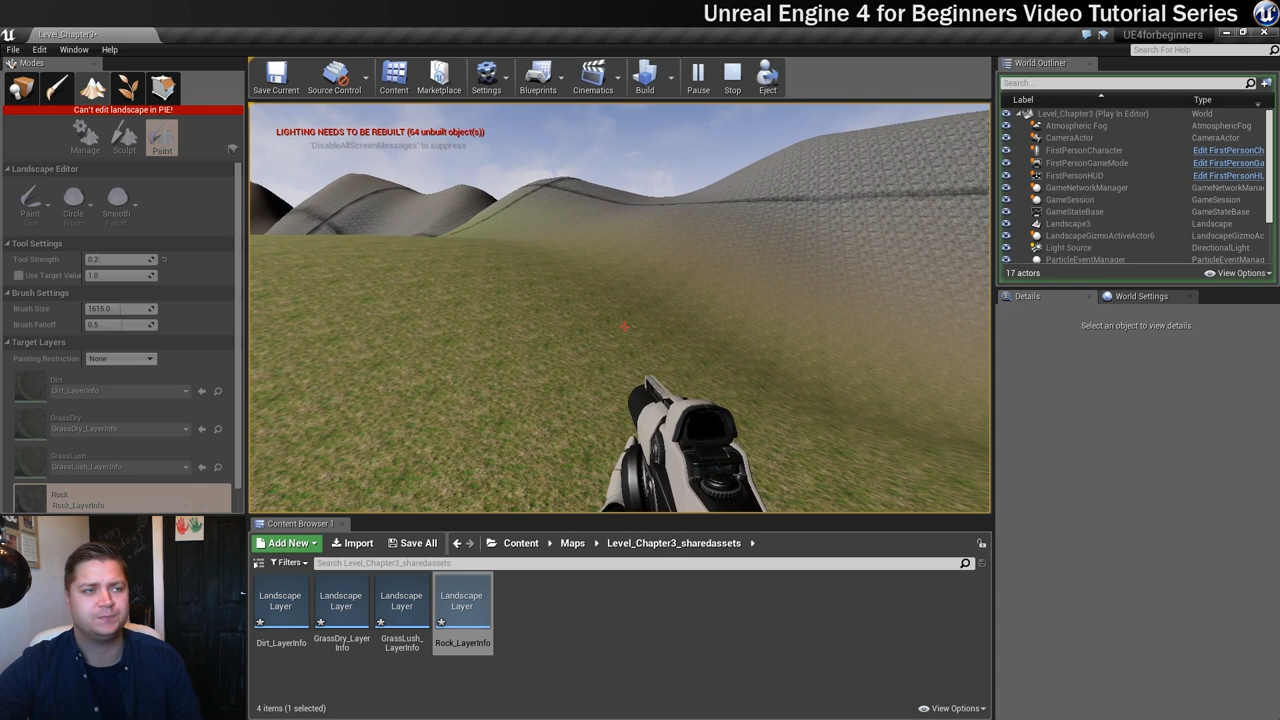 Unreal Engine 4 for Beginners Video Tutorial Series
Level_Chapter3*
UE4forbeginners
File Edit Window Help
Search For Help
Modes
Can't edit landscape in PIE!
Manage Sculpt Paint
Landscape Editor
Paint Circle Smooth
Tool Brush Falloff
Tool Settings
Tool Strength 0.2
Use Target Valu 1.0
Brush Settings
Brush Size 1615.0
Brush Falloff 0.5
Target Layers
Painting Restriction None
Dirt
Dirt_LayerInfo
GrassDry
GrassDry_LayerInfo
GrassLush
GrassLush_LayerInfo
Rock
Rock_LayerInfo
Save Current Source Control Content Marketplace Settings Blueprints Cinematics Build Pause Stop Eject
LIGHTING NEEDS TO BE REBUILT (64 unbuilt object(s))
'DisableAllScreenMessages' to suppress
World Outliner
Search...
Label Type
Level_Chapter3 (Play In Editor) World
Atmospheric Fog AtmosphericFog
CameraActor CameraActor
FirstPersonCharacter Edit FirstPersonCh
FirstPersonGameMode Edit FirstPersonGa
FirstPersonHUD Edit FirstPersonHU
GameNetworkManager GameNetworkMana
GameSession GameSession
GameStateBase GameStateBase
Landscape3 Landscape
LandscapeGizmoActiveActor6 LandscapeGizmoAc
Light Source DirectionalLight
ParticleEventManager ParticleEventManag
17 actors View Options
Details World Settings
Select an object to view details.
Content Browser 1
Add New Import Save All Content Maps Level_Chapter3_sharedassets
Filters Search Level_Chapter3_sharedassets
Landscape Landscape Landscape Landscape
Layer Layer Layer Layer
Dirt_LayerInfo GrassDry_Layer GrassLush_ Rock_LayerInfo
Info LayerInfo
4 items (1 selected) View Options